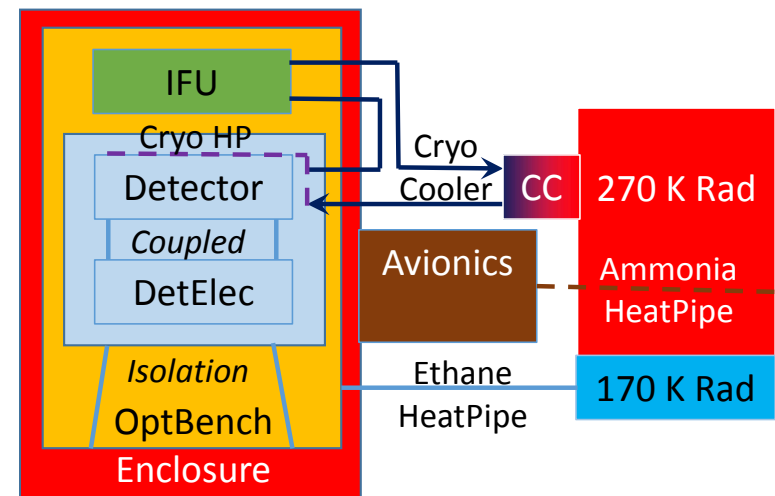 IFU
Cryo HP
Detector
Coupled
DetElec
Isolation
OptBench
Enclosure
Cryo
Cooler
CC
270 K Rad
Avionics
Ammonia
HeatPipe
Ethane
HeatPipe
170 K Rad